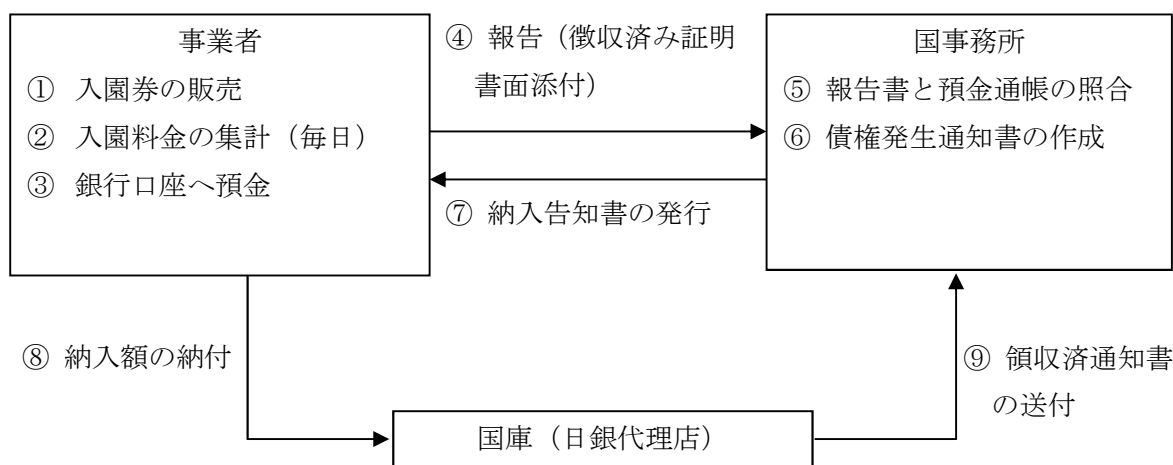 事業者
① 入園券の販売
② 入園料金の集計（毎日）
③ 銀行口座へ預金
④ 報告（徴収済み証明
書面添付）
国事務所
⑤ 報告書と預金通帳の照合
⑥ 債権発生通知書の作成
⑦ 納入告知書の発行
⑧ 納入額の納付
⑨ 領収済通知書
の送付
国庫（日銀代理店）